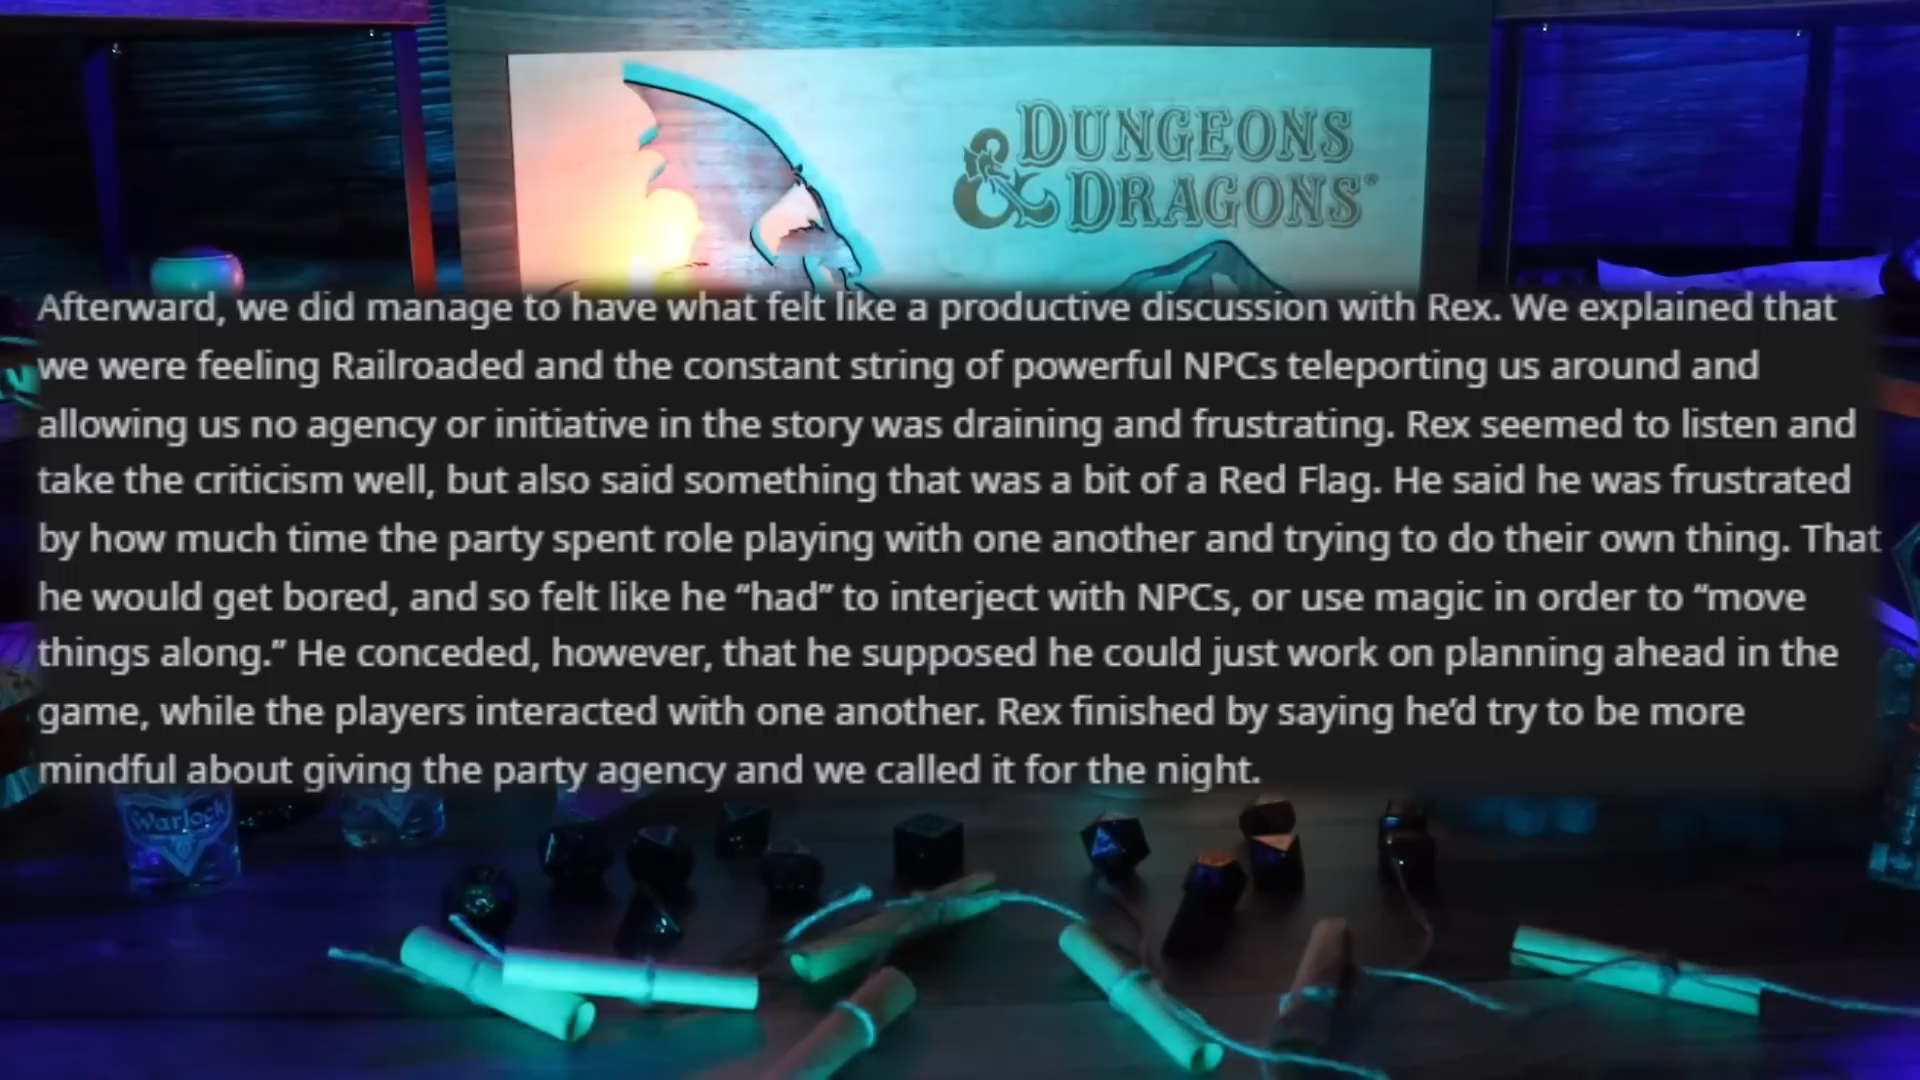 DUNGEONS
& DRAGONS®
Afterward, we did manage to have what felt like a productive discussion with Rex. We explained that
we were feeling Railroaded and the constant string of powerful NPCs teleporting us around and
allowing us no agency or initiative in the story was draining and frustrating. Rex seemed to listen and
take the criticism well, but also said something that was a bit of a Red Flag. He said he was frustrated
by how much time the party spent role playing with one another and trying to do their own thing. That
he would get bored, and so felt like he “had” to interject with NPCs, or use magic in order to “move
things along.” He conceded, however, that he supposed he could just work on planning ahead in the
game, while the players interacted with one another. Rex finished by saying he’d try to be more
mindful about giving the party agency and we called it for the night.
Warlock